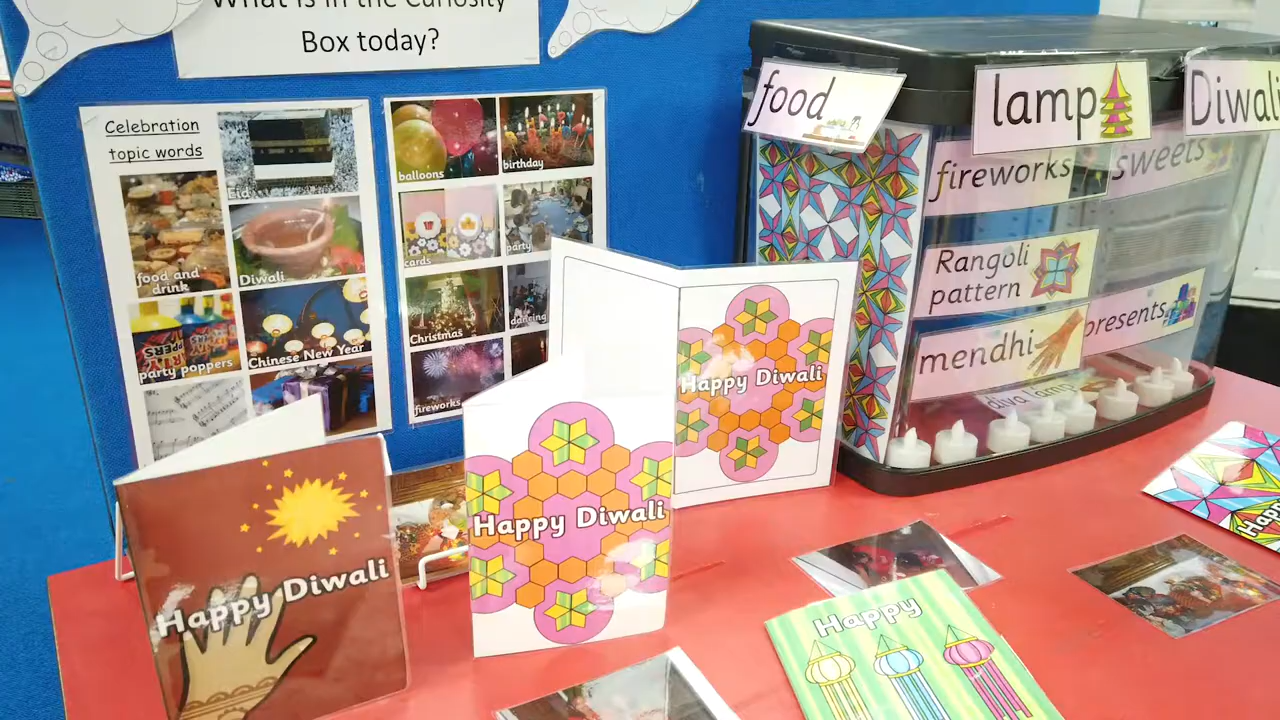 What is in the Curiosity
Box today?
Celebration
topic words
Eid
food and
drink
Diwali
party poppers
Chinese New Year
balloons
birthday
cards
party
Christmas
dancing
fireworks
food
lamp
Diwali
fireworks
sweets
Rangoli
pattern
presents
mendhi
diva lamp
Happy Diwali
Happy Diwali
Happy Diwali
Happy